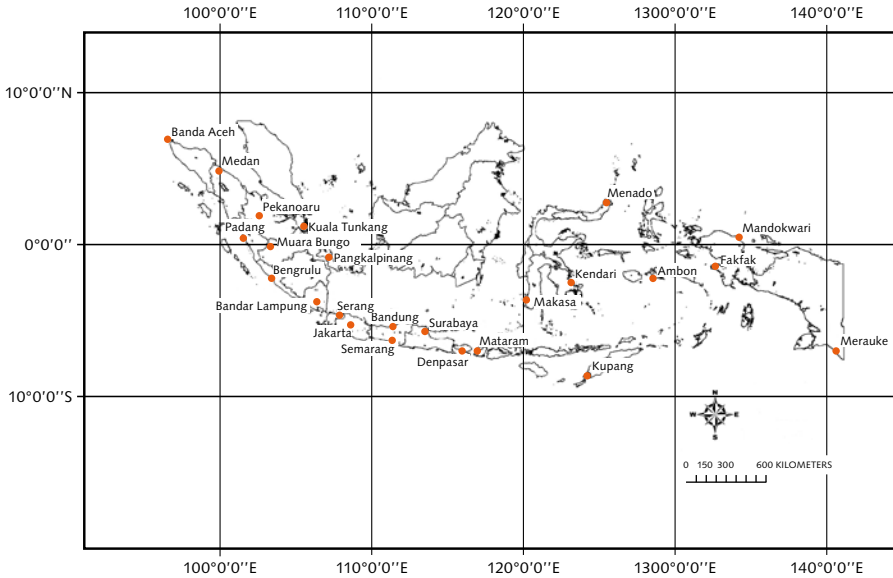 100°0'0''E 110°0'0''E 120°0'0''E 1300°0'0''E 140°0'0''E
10°0'0''N
Banda Aceh
Medan
Menado
Pekanoaru
Kuala Tunkang
Padang
Mandokwari
0°0'0''
Muara Bungo
Pangkalpinang
Fakfak
Bengrulu
Kendari
Ambon
Bandar Lampung
Serang
Makasa
Bandung
Surabaya
Jakarta
Semarang
Mataram
Merauke
Denpasar
Kupang
10°0'0''S
N
W E
S
0 150 300 600 KILOMETERS
100°0'0''E 110°0'0''E 120°0'0''E 1300°0'0''E 140°0'0''E